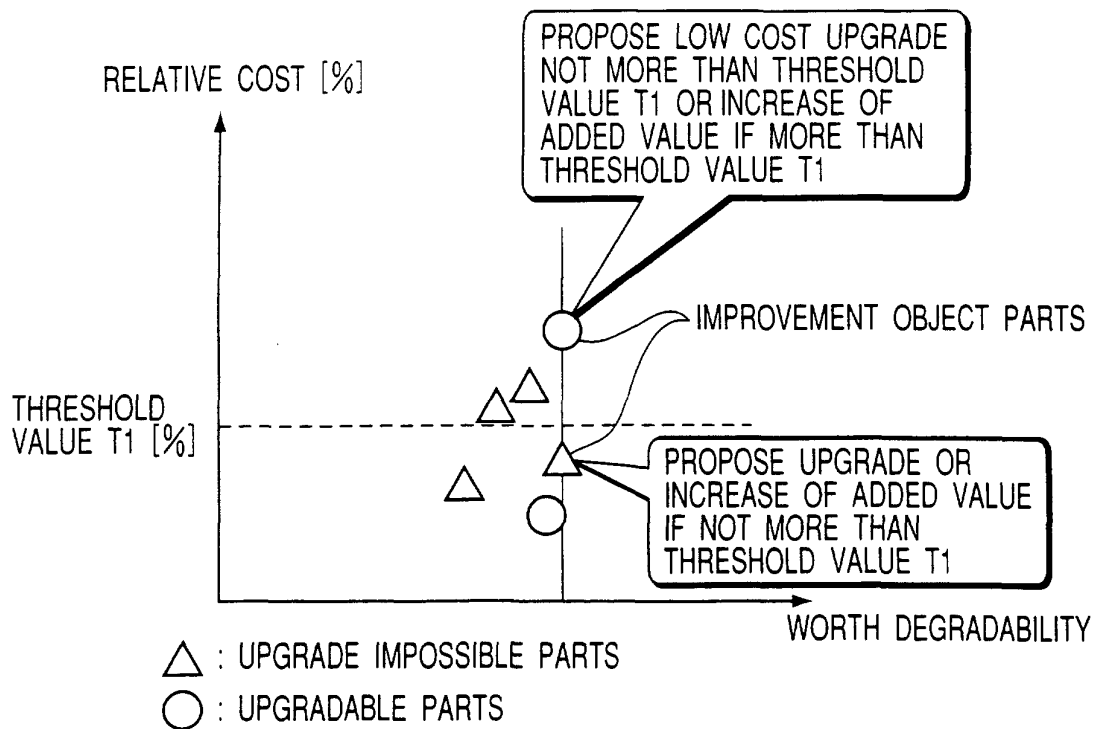 PROPOSE LOW COST UPGRADE
NOT MORE THAN THRESHOLD
VALUE T1 OR INCREASE OF
ADDED VALUE IF MORE THAN
THRESHOLD VALUE T1
RELATIVE COST [%]
IMPROVEMENT OBJECT PARTS
THRESHOLD
VALUE T1 [%]
PROPOSE UPGRADE OR
INCREASE OF ADDED VALUE
IF NOT MORE THAN
THRESHOLD VALUE T1
WORTH DEGRADABILITY
△ : UPGRADE IMPOSSIBLE PARTS
○ : UPGRADABLE PARTS